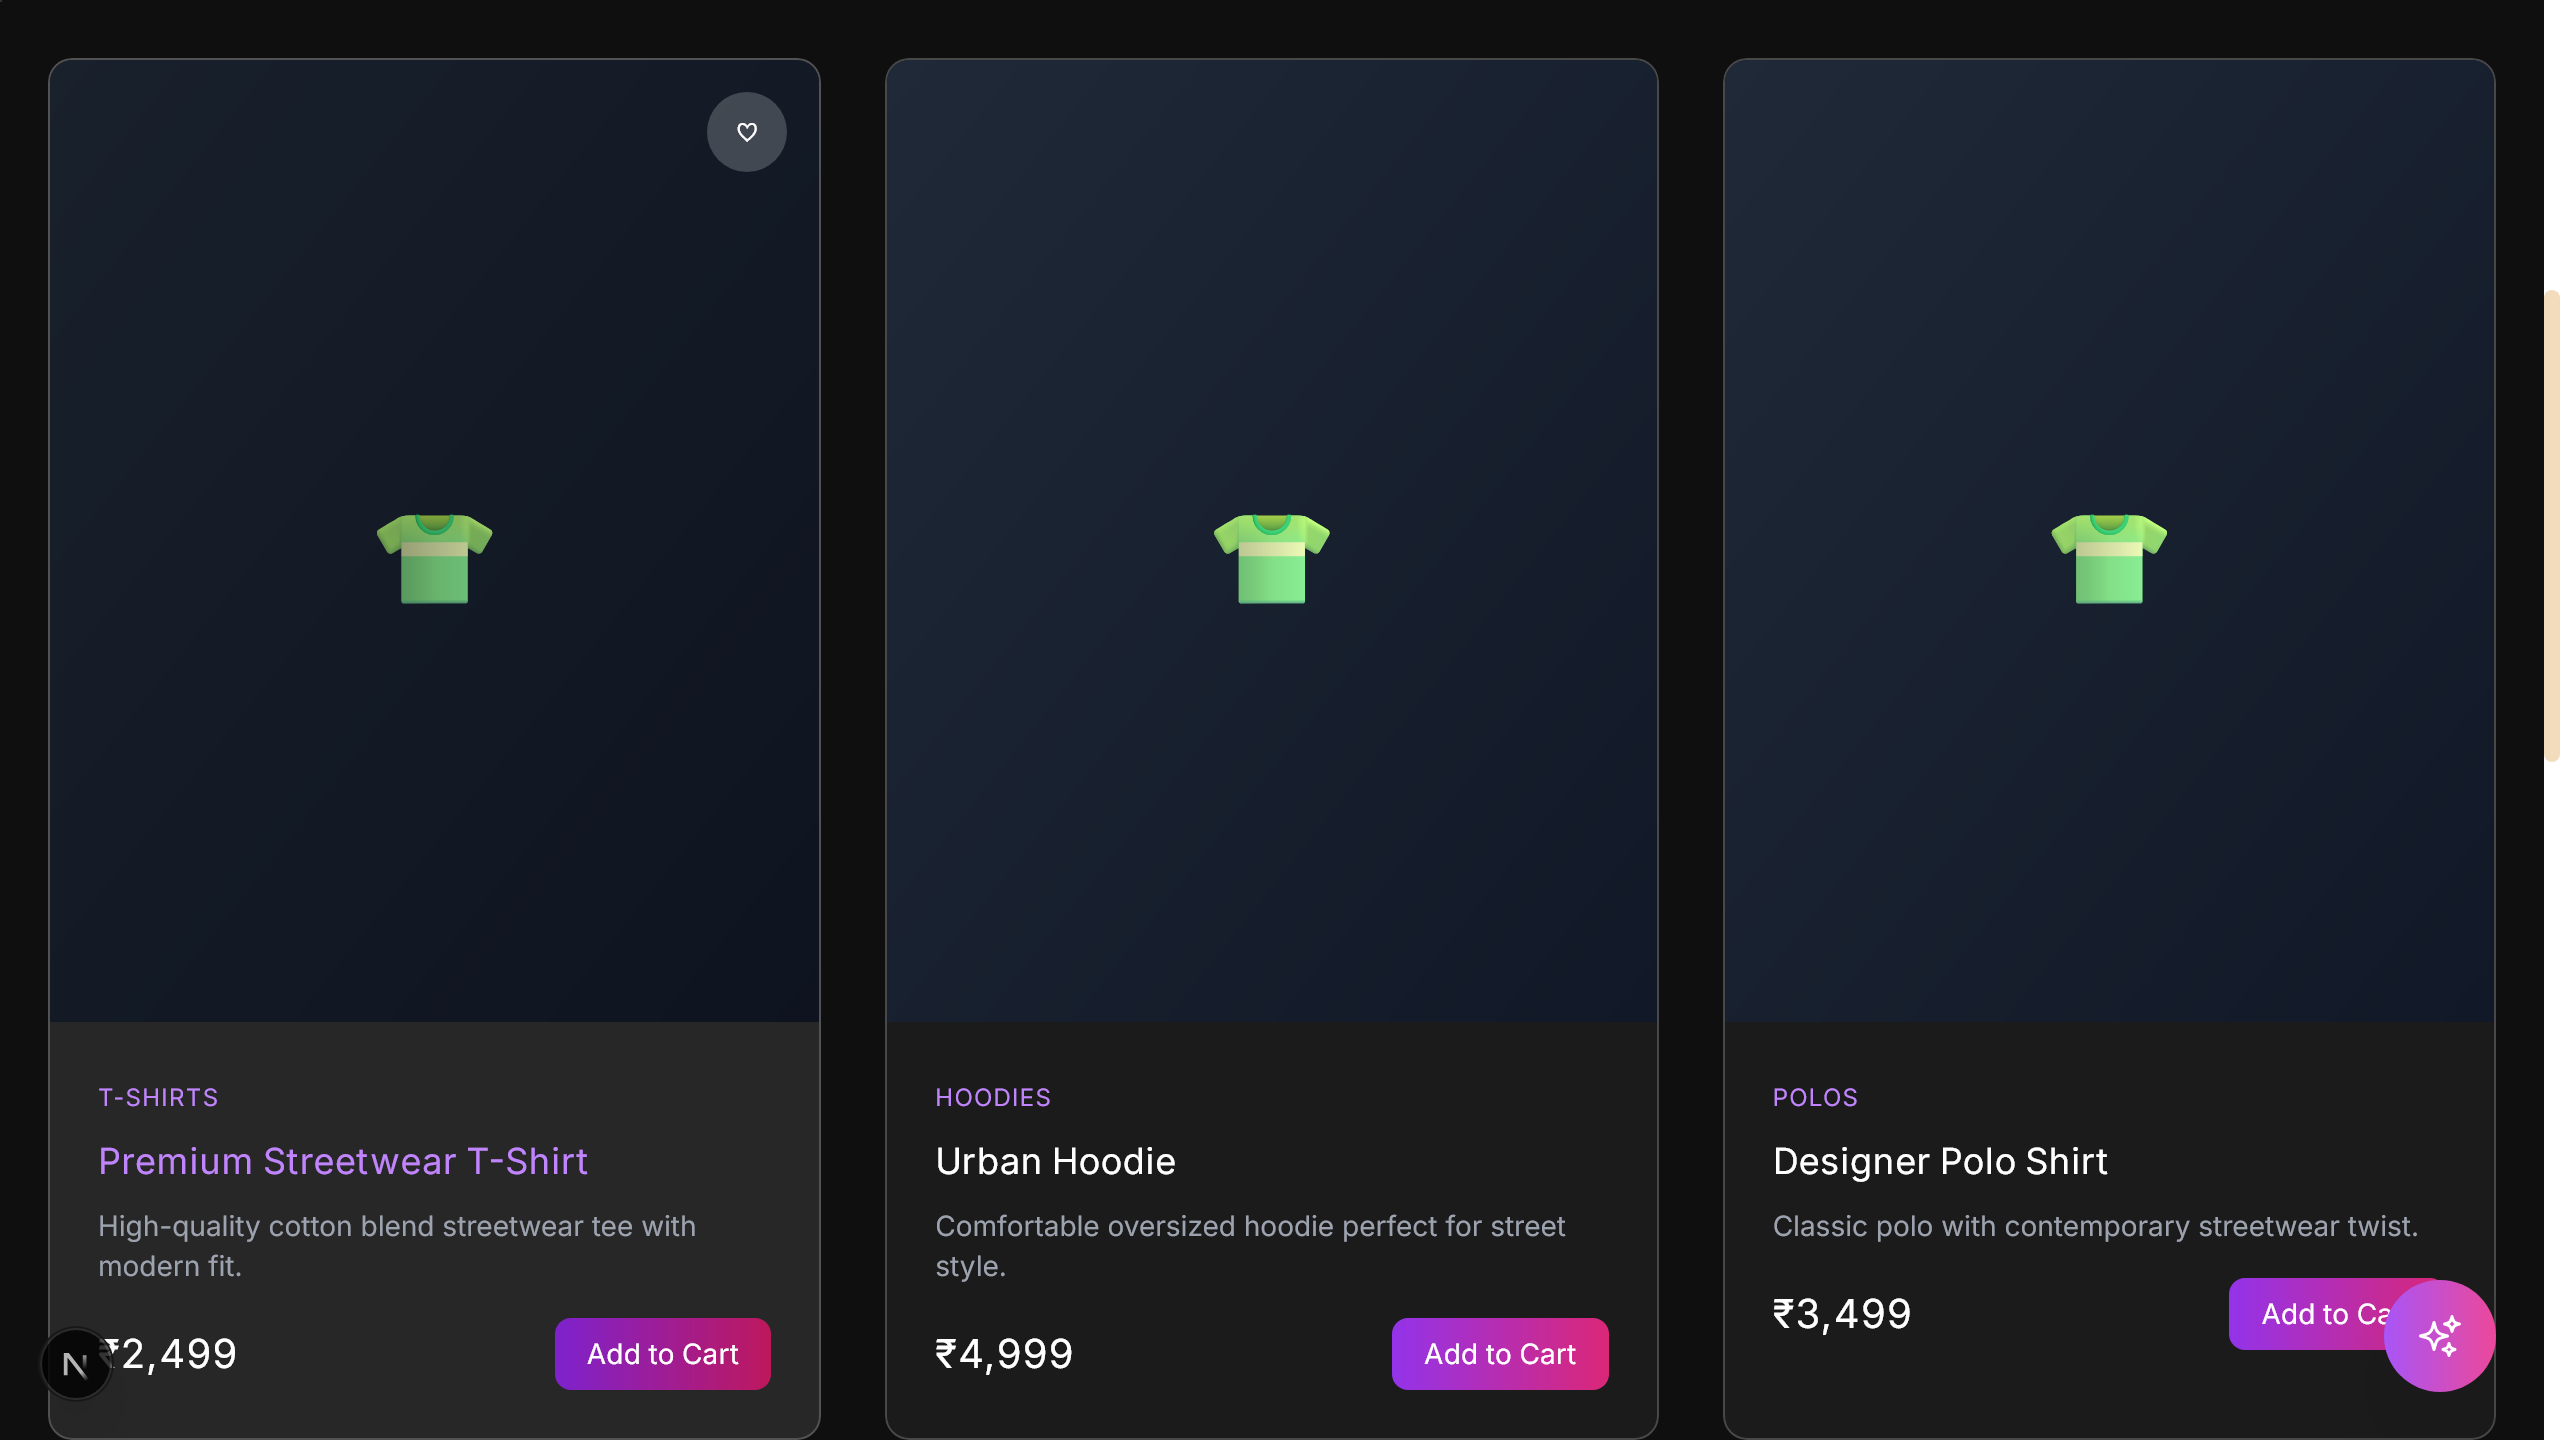 T-SHIRTS
Premium Streetwear T-Shirt
High-quality cotton blend streetwear tee with
modern fit.
₹2,499
Add to Cart
HOODIES
Urban Hoodie
Comfortable oversized hoodie perfect for street
style.
₹4,999
Add to Cart
POLOS
Designer Polo Shirt
Classic polo with contemporary streetwear twist.
₹3,499
Add to Ca
N